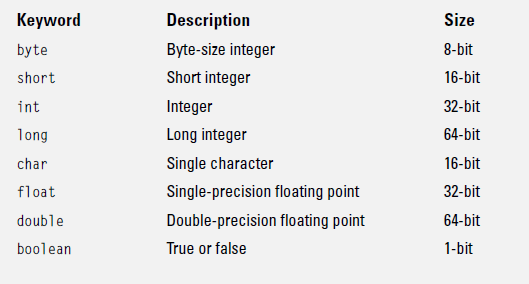 Keyword Description Size
byte Byte-size integer 8-bit
short Short integer 16-bit
int Integer 32-bit
long Long integer 64-bit
char Single character 16-bit
float Single-precision floating point 32-bit
double Double-precision floating point 64-bit
boolean True or false 1-bit